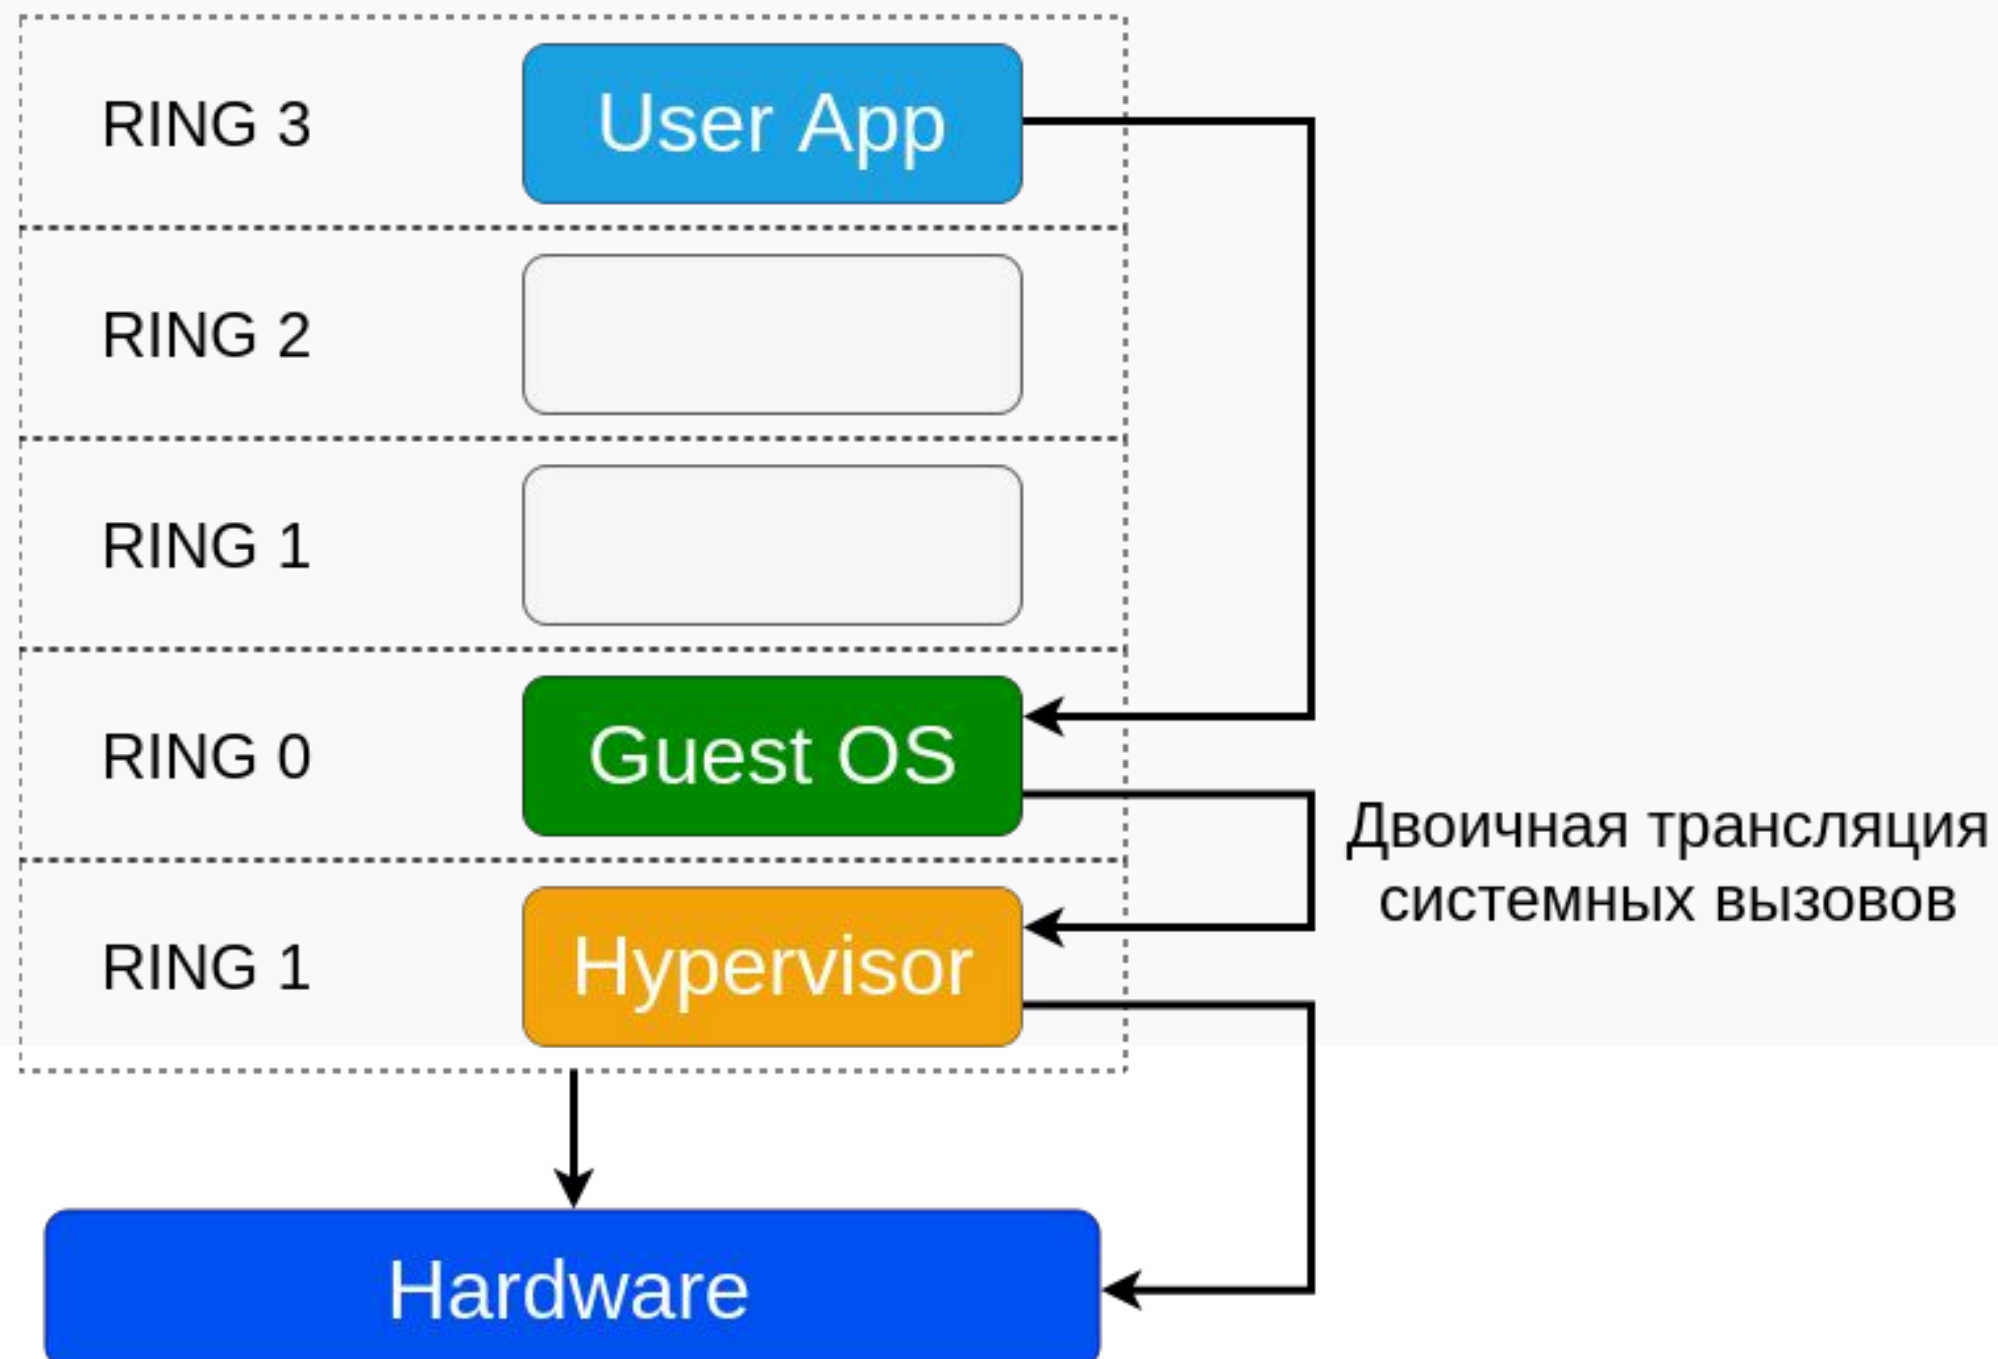 RING 3
User App
RING 2
RING 1
RING 0
Guest OS
Двоичная трансляция
системных вызовов
RING 1
Hypervisor
Hardware